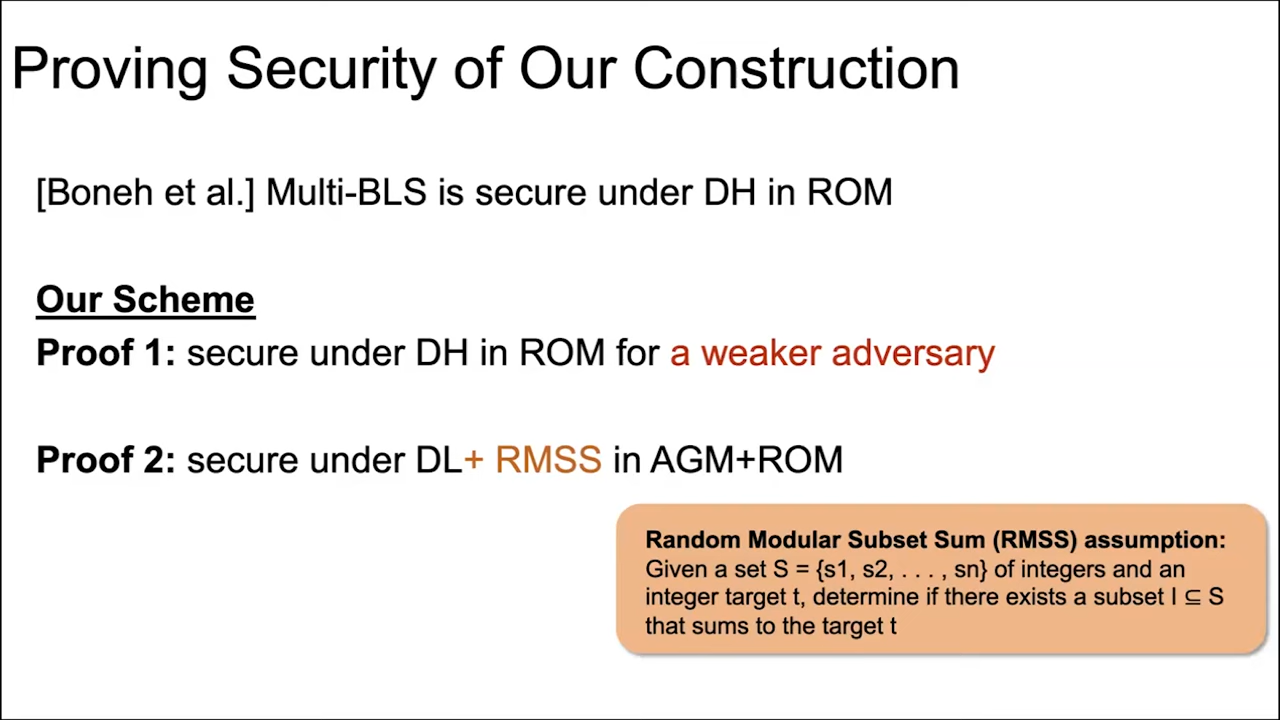 Proving Security of Our Construction
[Boneh et al.] Multi-BLS is secure under DH in ROM
Our Scheme
Proof 1: secure under DH in ROM for a weaker adversary
Proof 2: secure under DL+ RMSS in AGM+ROM
Random Modular Subset Sum (RMSS) assumption:
Given a set S = {s1, s2, . . . , sn} of integers and an
integer target t, determine if there exists a subset I ⊆ S
that sums to the target t